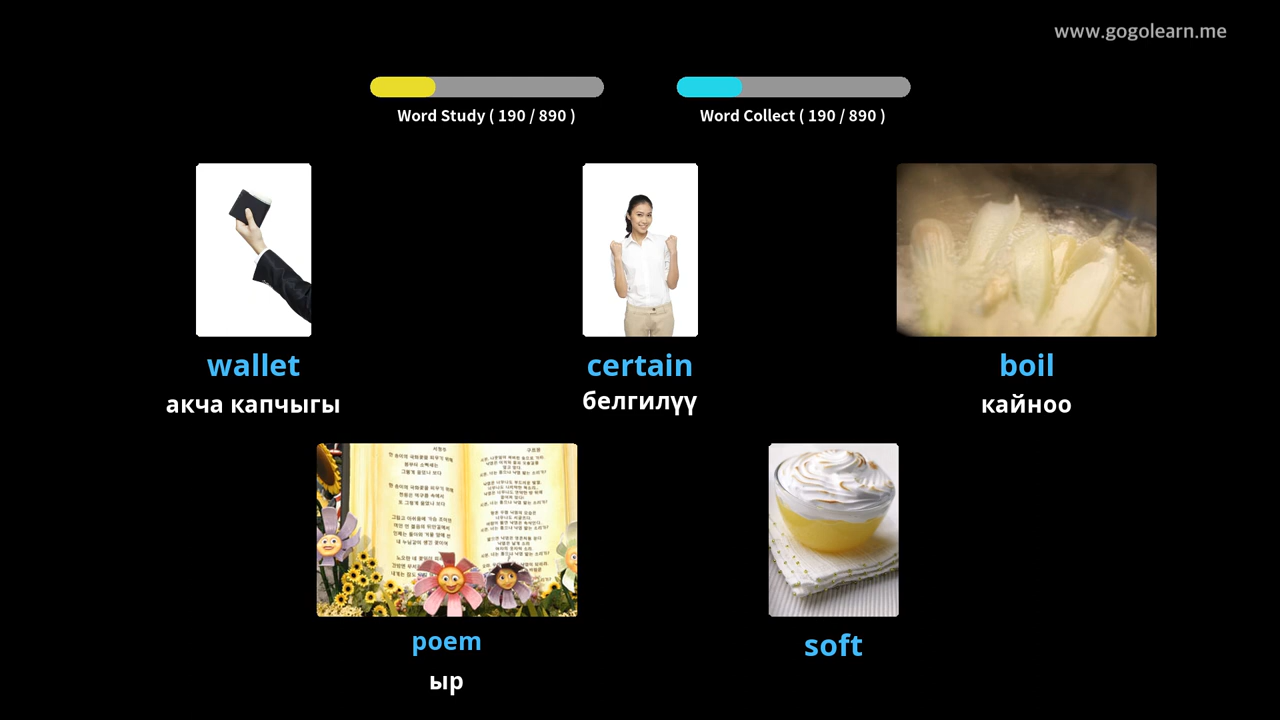 www.gogolearn.me
Word Study ( 190 / 890 )
Word Collect ( 190 / 890 )
wallet
акча капчыгы
certain
белгилүү
boil
кайноо
poem
ыр
soft